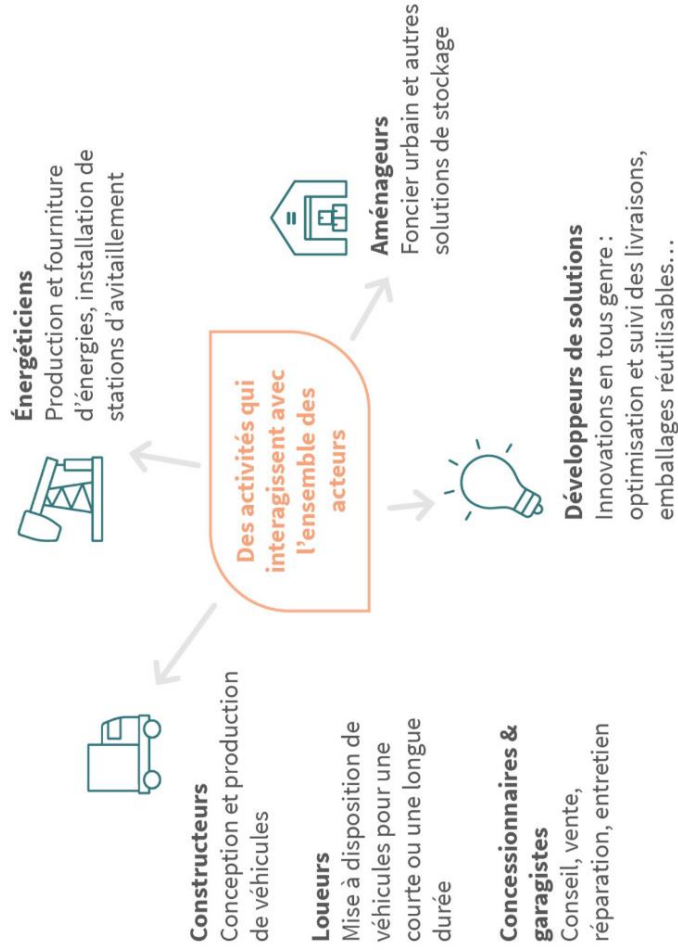 Énergéticiens
Production et fourniture
d'énergies, installation de
stations d'avitaillement
Constructeurs
Conception et production
de véhicules
Loueurs
Mise à disposition de
véhicules pour une
courte ou une longue
durée
Concessionnaires &
garagistes
Conseil, vente,
réparation, entretien
Des activités qui
interagissent avec
l'ensemble des
acteurs
Aménageurs
Foncier urbain et autres
solutions de stockage
Développeurs de solutions
Innovations en tous genre :
optimisation et suivi des livraisons,
emballages réutilisables...